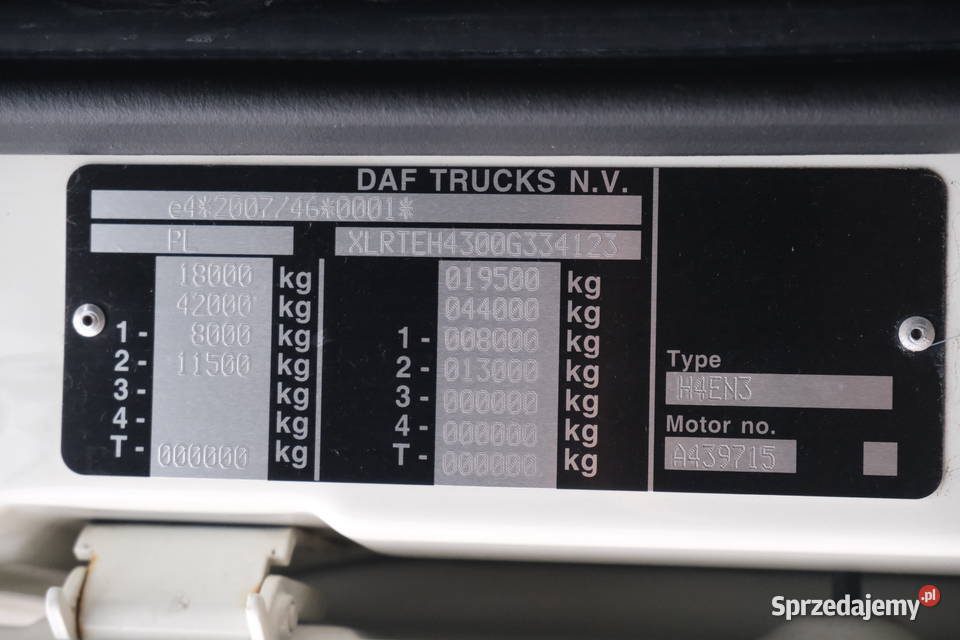 DAF TRUCKS N.V.
e4*2007/46*0001*
PL XLRTEH4300G334123
18000 kg 019500 kg
42000 kg 044000 kg
1- 8000 kg 1- 008000 kg
2- 11500 kg 2- 013000 kg
3- kg 3- 000000 kg
4- kg 4- 000000 kg
T- 000000 kg T- 000000 kg
Type
H4EN3
Motor no.
A439715
Sprzedajemy.pl